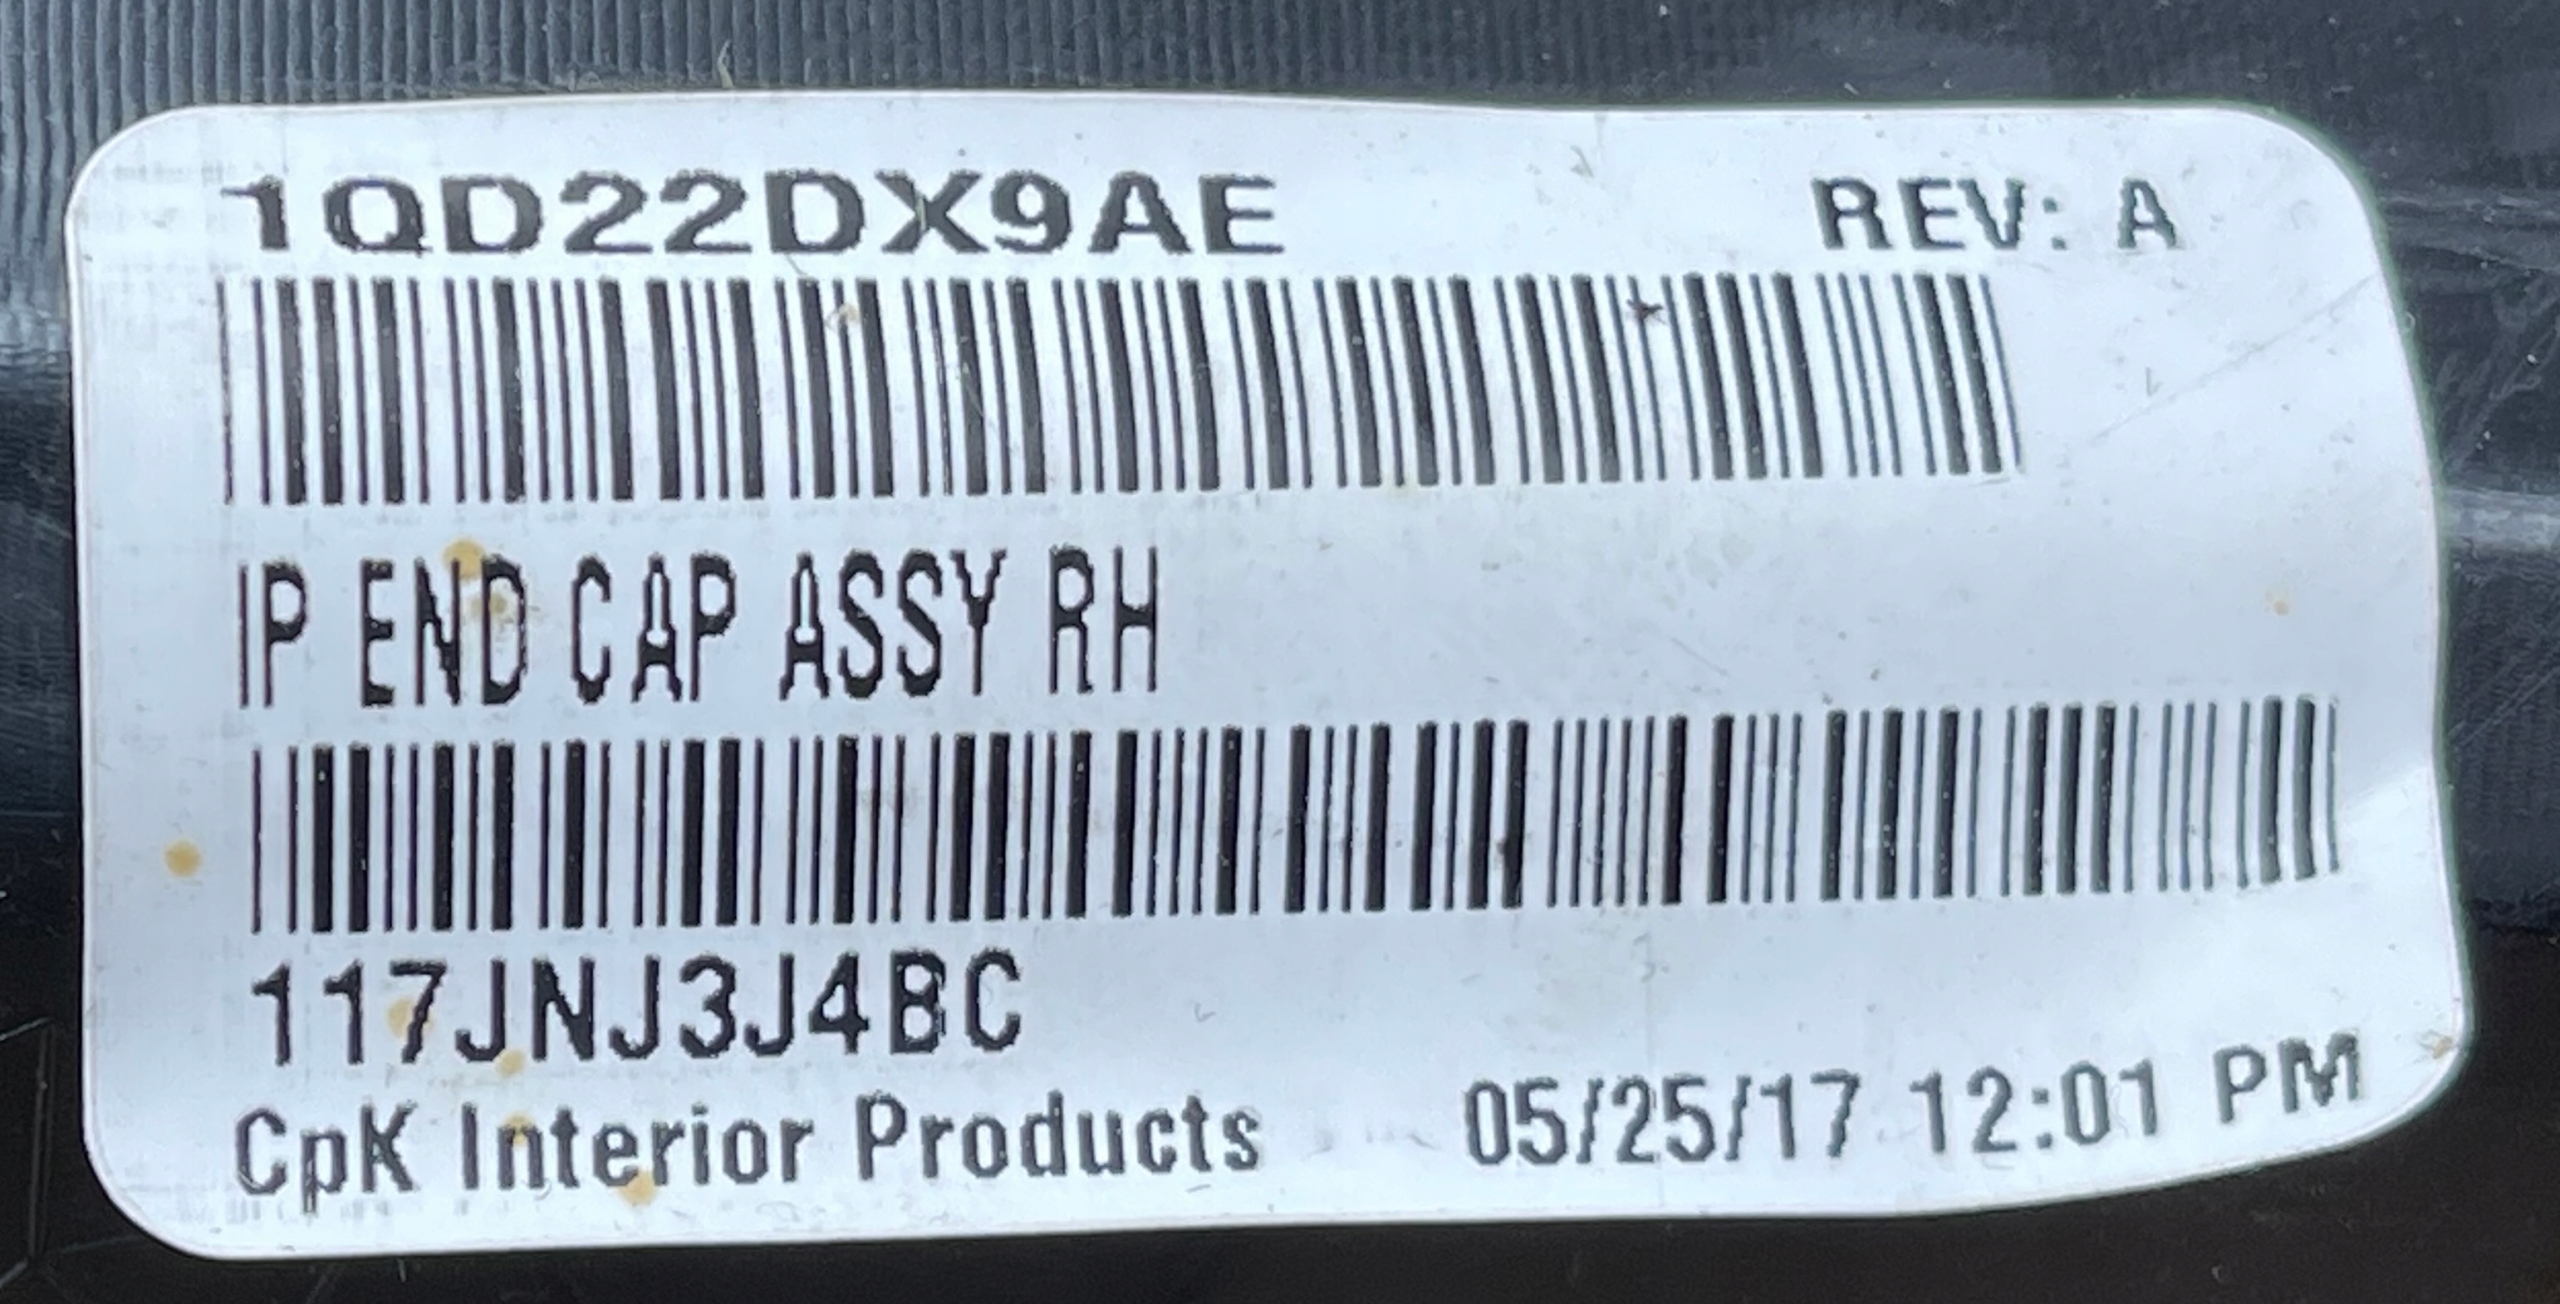 1QD22DX9AE REV: A
IP END CAP ASSY RH
117JNJ3J4BC
CpK Interior Products 05/25/17 12:01 PM